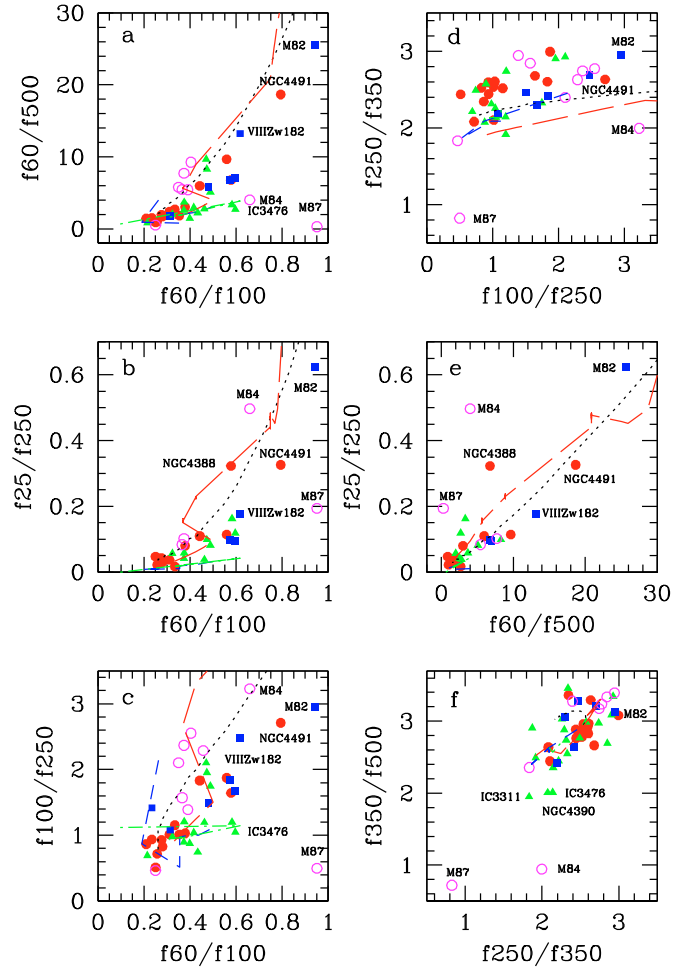 a
M82
NGC4491
VIIIZw182
M84
IC3476
M87
0
10
20
30
0 0.2 0.4 0.6 0.8 1
f60/f500
f60/f100
d
M82
NGC4491
M84
M87
1
2
3
0 1 2 3
f250/f350
f100/f250
b
M84
M82
NGC4388
NGC4491
VIIIZw182
M87
0
0.2
0.4
0.6
0 0.2 0.4 0.6 0.8 1
f25/f250
f60/f100
e
M82
M84
NGC4388
NGC4491
M87
VIIIZw182
0
0.2
0.4
0.6
0 10 20 30
f25/f250
f60/f500
c
M84
M82
NGC4491
VIIIZw182
IC3476
M87
0
1
2
3
0 0.2 0.4 0.6 0.8 1
f100/f250
f60/f100
f
M82
IC3311
IC3476
NGC4390
M87
M84
1
2
3
1 2 3
f350/f500
f250/f350